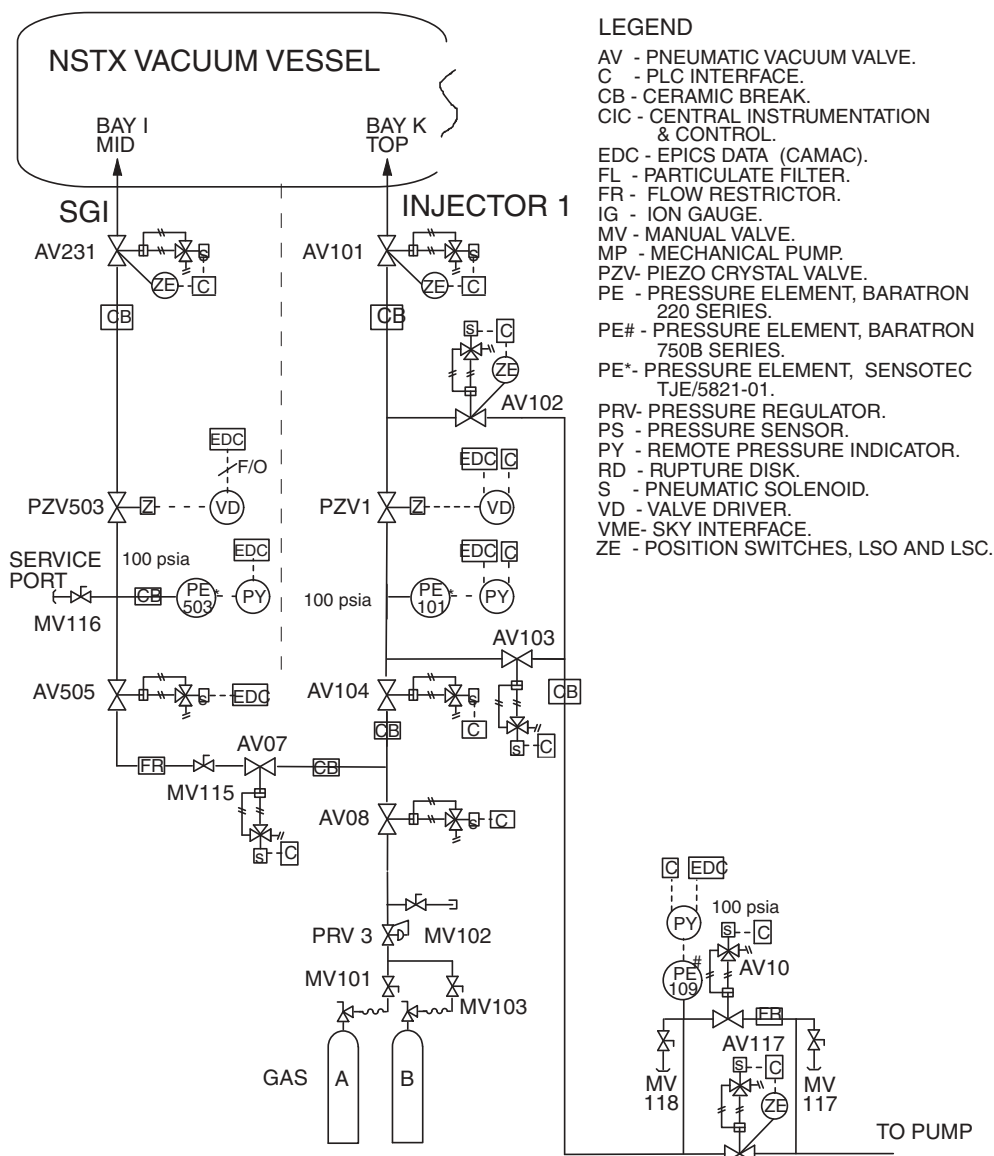 NSTX VACUUM VESSEL
BAY I
MID
BAY K
TOP
SGI
INJECTOR 1
AV231
S
ZE
C
CB
AV101
S
ZE
C
CB
S
C
ZE
AV102
EDC
F/O
PZV503
Z
VD
EDC
C
PZV1
Z
VD
SERVICE
PORT
100 psia
EDC
CB
PE
503
*
PY
MV116
100 psia
EDC
C
PE
101
*
PY
AV103
CB
S
C
AV505
S
EDC
AV104
S
C
CB
FR
MV115
AV07
CB
S
C
AV08
S
C
PRV 3
MV102
MV101
MV103
GAS
A
B
C
EDC
PY
100 psia
S
C
PE
109
#
AV10
FR
AV117
S
C
ZE
MV
118
MV
117
TO PUMP
LEGEND
AV - PNEUMATIC VACUUM VALVE.
C - PLC INTERFACE.
CB - CERAMIC BREAK.
CIC - CENTRAL INSTRUMENTATION
& CONTROL.
EDC - EPICS DATA (CAMAC).
FL - PARTICULATE FILTER.
FR - FLOW RESTRICTOR.
IG - ION GAUGE.
MV - MANUAL VALVE.
MP - MECHANICAL PUMP.
PZV- PIEZO CRYSTAL VALVE.
PE - PRESSURE ELEMENT, BARATRON
220 SERIES.
PE# - PRESSURE ELEMENT, BARATRON
750B SERIES.
PE*- PRESSURE ELEMENT, SENSOTEC
TJE/5821-01.
PRV- PRESSURE REGULATOR.
PS - PRESSURE SENSOR.
PY - REMOTE PRESSURE INDICATOR.
RD - RUPTURE DISK.
S - PNEUMATIC SOLENOID.
VD - VALVE DRIVER.
VME- SKY INTERFACE.
ZE - POSITION SWITCHES, LSO AND LSC.